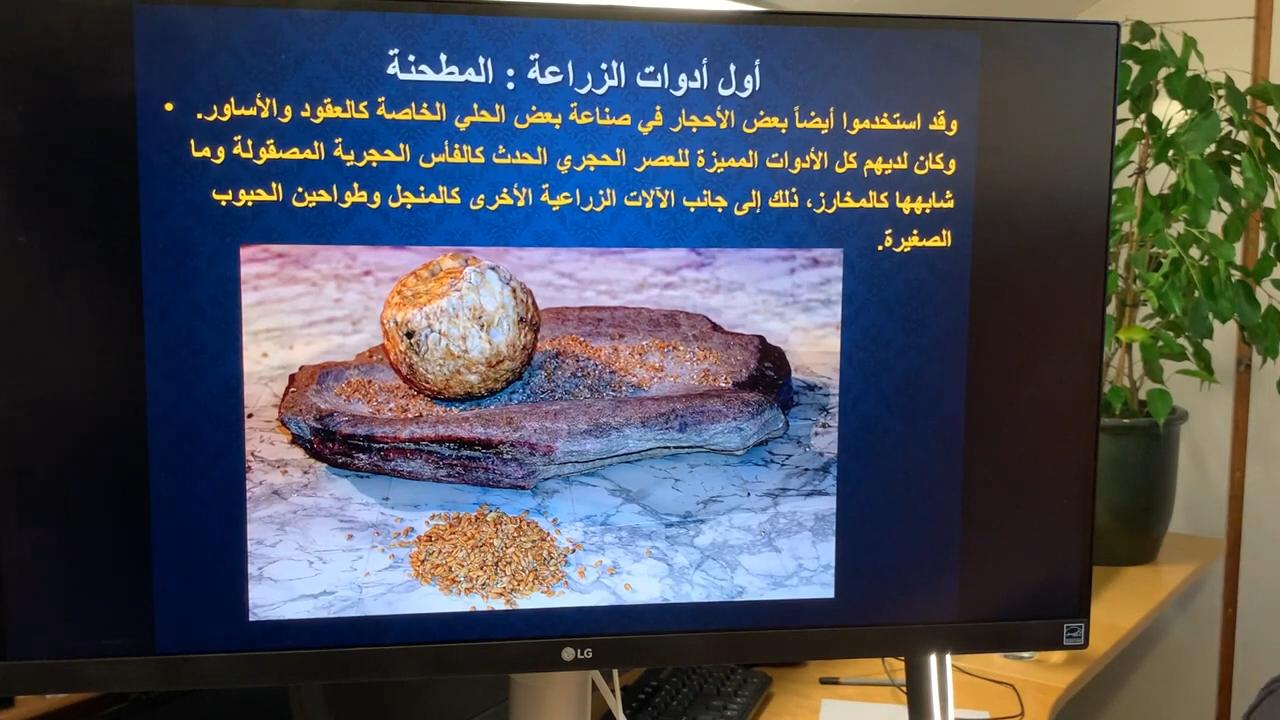 أول أدوات الزراعة : المطحنة
• وقد استخدموا أيضاً بعض الأحجار في صناعة بعض الحلي الخاصة كالعقود والأساور.
وكان لديهم كل الأدوات المميزة للعصر الحجري الحدث كالفأس الحجرية المصقولة وما
شابهها كالمخارز، ذلك إلى جانب الآلات الزراعية الأخرى كالمنجل وطواحين الحبوب
الصغيرة.
LG